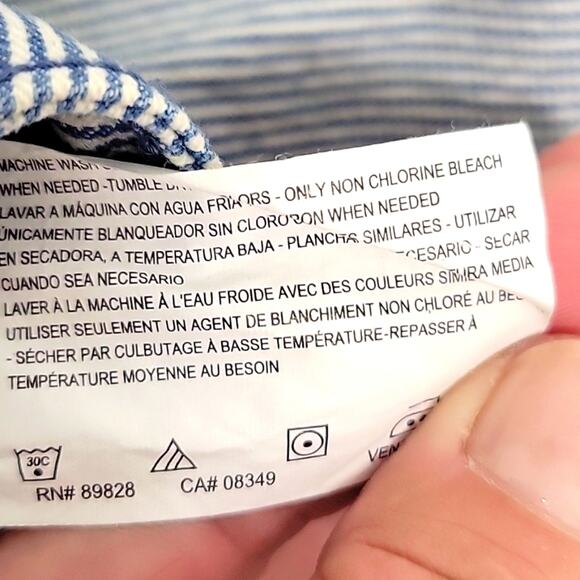 MACHINE WASH
WHEN NEEDED -TUMBLE
LAVAR A MÁQUINA CON AGUA ORS - ONLY NON CHLORINE BLEACH
ÚNICAMENTE BLANQUEADOR SIN WHEN NEEDED
EN SECADORA, A TEMPERATURA BAJA - PLANCHA SIMILARES - UTILIZAR
CUANDO SEA NECESARIO CESARIO - SECAR
LAVER À LA MACHINE À L'EAU FROIDE AVEC DES COULEURS MEDIA
UTILISER SEULEMENT UN AGENT DE BLANCHIMENT NON CHLORÉ AU
- SÉCHER PAR CULBUTAGE À BASSE TEMPÉRATURE-REPASSER À
TEMPÉRATURE MOYENNE AU BESOIN
30C
RN# 89828 CA# 08349